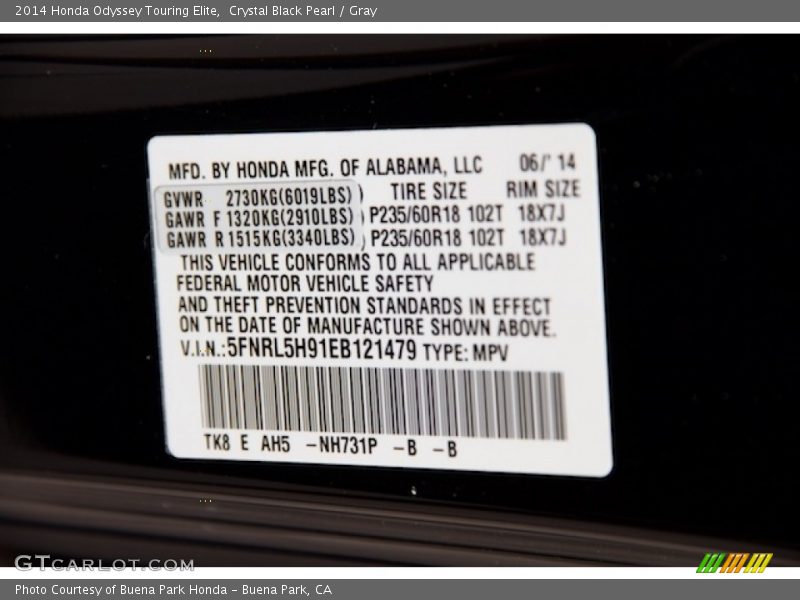 2014 Honda Odyssey Touring Elite,  Crystal Black Pearl / Gray
MFD. BY HONDA MFG. OF ALABAMA, LLC 06/' 14
GVWR 2730KG(6019LBS) TIRE SIZE RIM SIZE
GAWR F 1320KG(2910LBS) P235/60R18 102T 18X7J
GAWR R 1515KG(3340LBS) P235/60R18 102T 18X7J
THIS VEHICLE CONFORMS TO ALL APPLICABLE
FEDERAL MOTOR VEHICLE SAFETY
AND THEFT PREVENTION STANDARDS IN EFFECT
ON THE DATE OF MANUFACTURE SHOWN ABOVE.
V.I.N.:5FNRL5H91EB121479 TYPE: MPV
TK8 E AH5 -NH731P -B -B
GTCARLOT.COM
Photo Courtesy of Buena Park Honda - Buena Park, CA